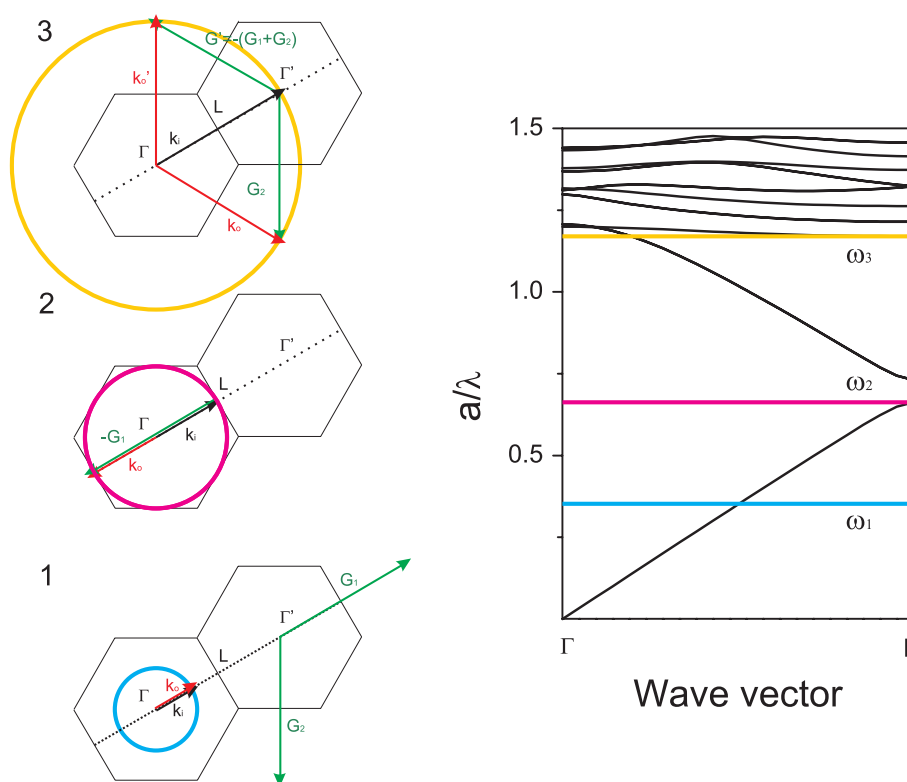 3
G'=-(G₁+G₂)
kₒ'
Γ'
L
kᵢ
Γ
G₂
kₒ
2
Γ'
L
Γ
-G₁
kᵢ
kₒ
1
G₁
Γ'
L
Γ
kₒ
kᵢ
G₂
1.5
ω₃
1.0
a/λ
ω₂
0.5
ω₁
Γ
Wave vector